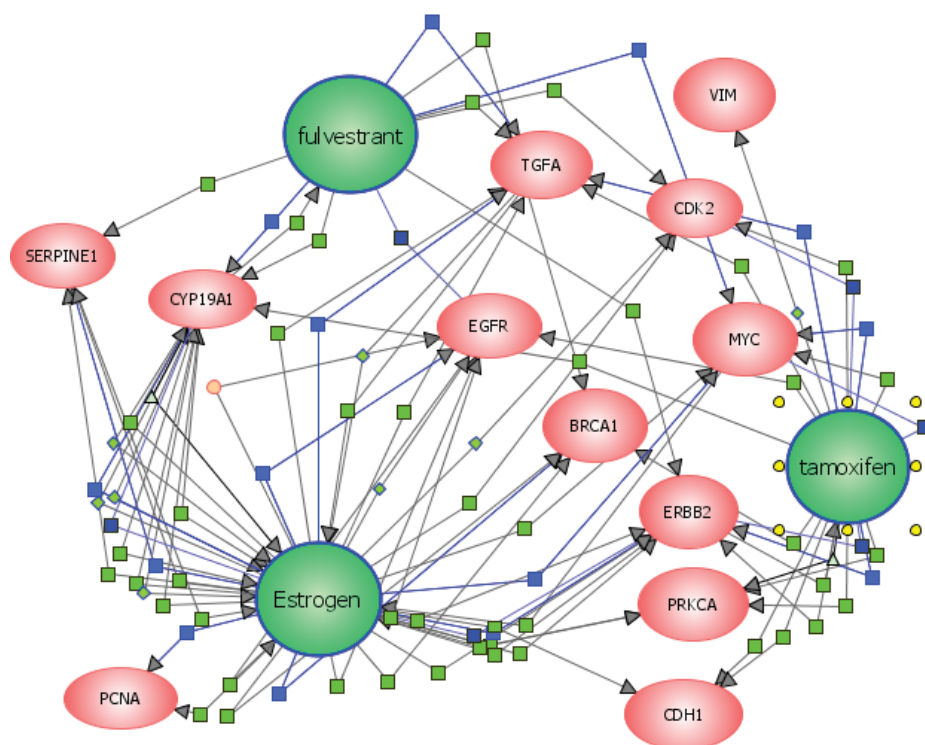 VIM
fulvestrant
TGFA
CDK2
SERPINE1
CYP19A1
EGFR
MYC
BRCA1
tamoxifen
ERBB2
Estrogen
PRKCA
PCNA
CDH1